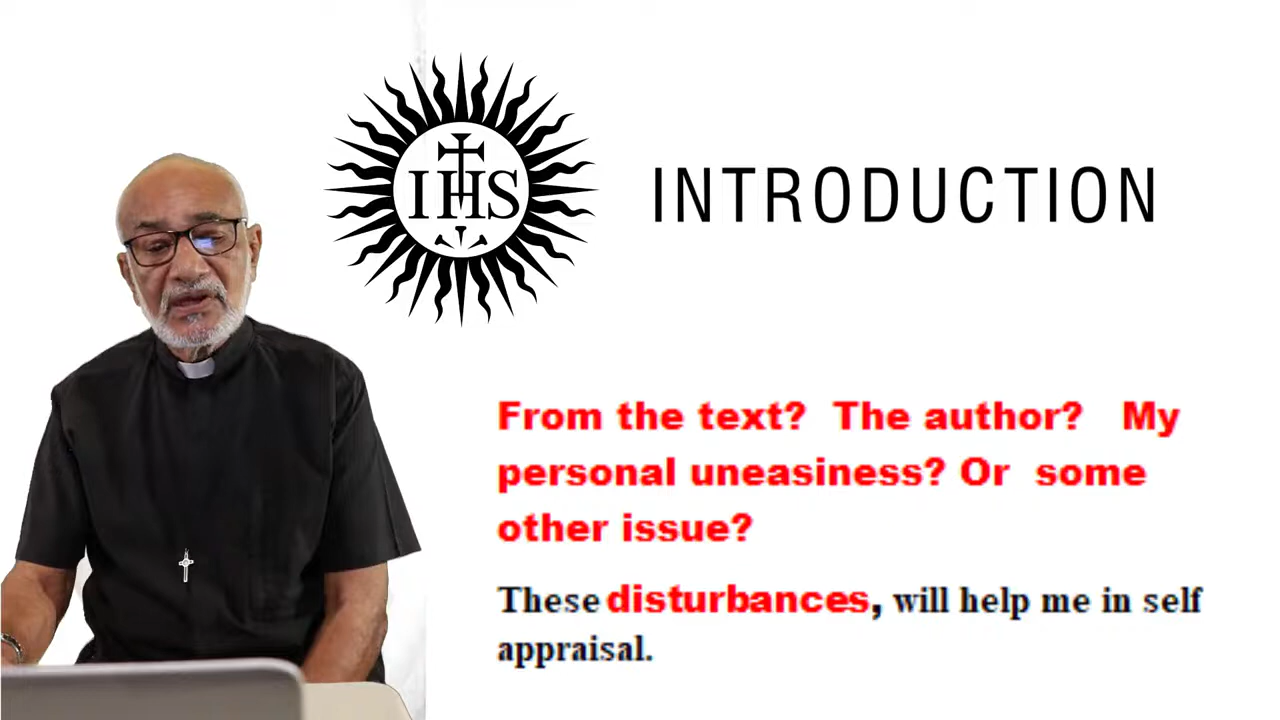 IHS
INTRODUCTION
From the text? The author? My
personal uneasiness? Or some
other issue?
These disturbances, will help me in self
appraisal.